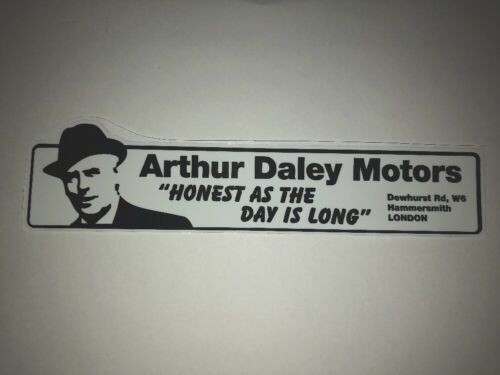 Arthur Daley Motors
"HONEST AS THE
DAY IS LONG"
Dewhurst Rd, W6
Hammersmith
LONDON